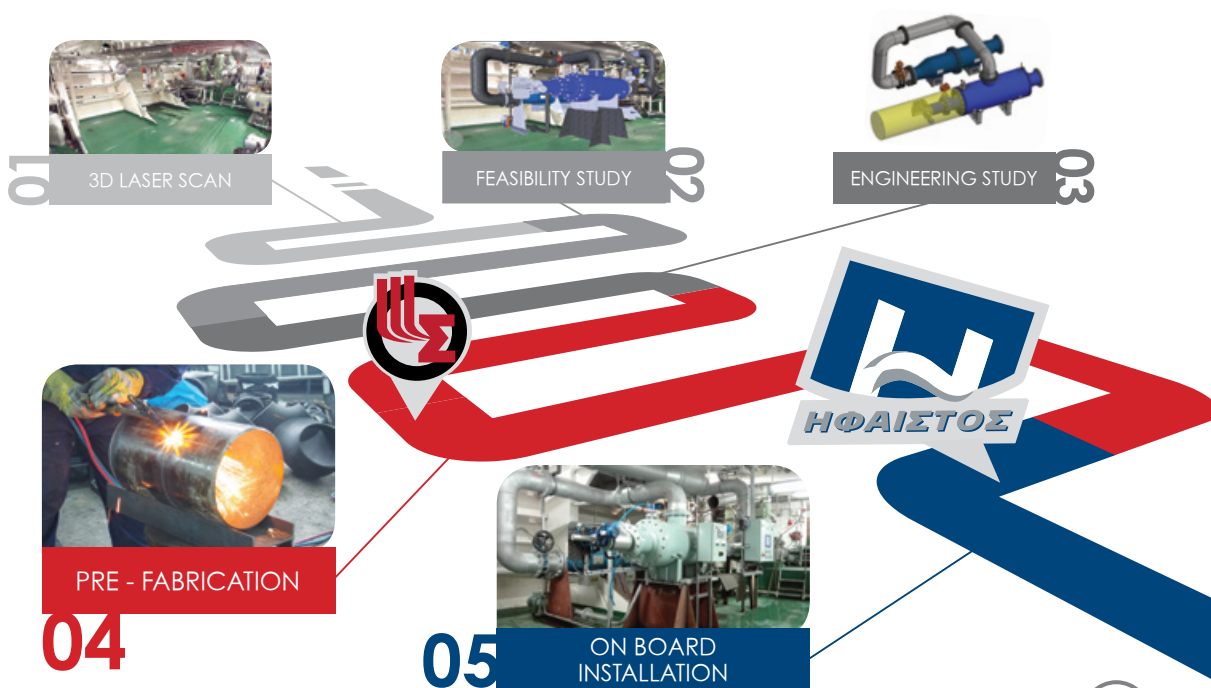 01
3D LASER SCAN
FEASIBILITY STUDY
02
ENGINEERING STUDY
03
Σ
ΗΦΑΙΣΤΟΣ
PRE - FABRICATION
04
05
ON BOARD
INSTALLATION